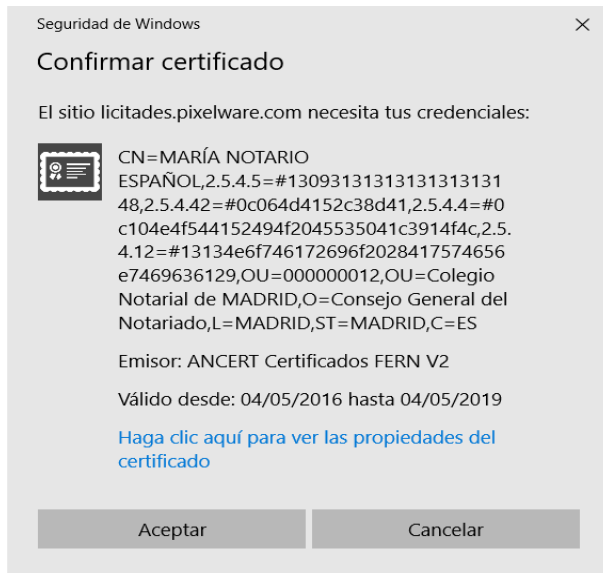 Seguridad de Windows
Confirmar certificado
El sitio licitades.pixelware.com necesita tus credenciales:
CN=MARÍA NOTARIO
ESPAÑOL,2.5.4.5=#13093131313131313131
48,2.5.4.42=#0c064d4152c38d41,2.5.4.4=#0
c104e4f544152494f2045535041c3914f4c,2.5.
4.12=#13134e6f746172696f2028417574656
e7469636129,OU=000000012,OU=Colegio
Notarial de MADRID,O=Consejo General del
Notariado,L=MADRID,ST=MADRID,C=ES
Emisor: ANCERT Certificados FERN V2
Válido desde: 04/05/2016 hasta 04/05/2019
Haga clic aquí para ver las propiedades del
certificado
Aceptar
Cancelar